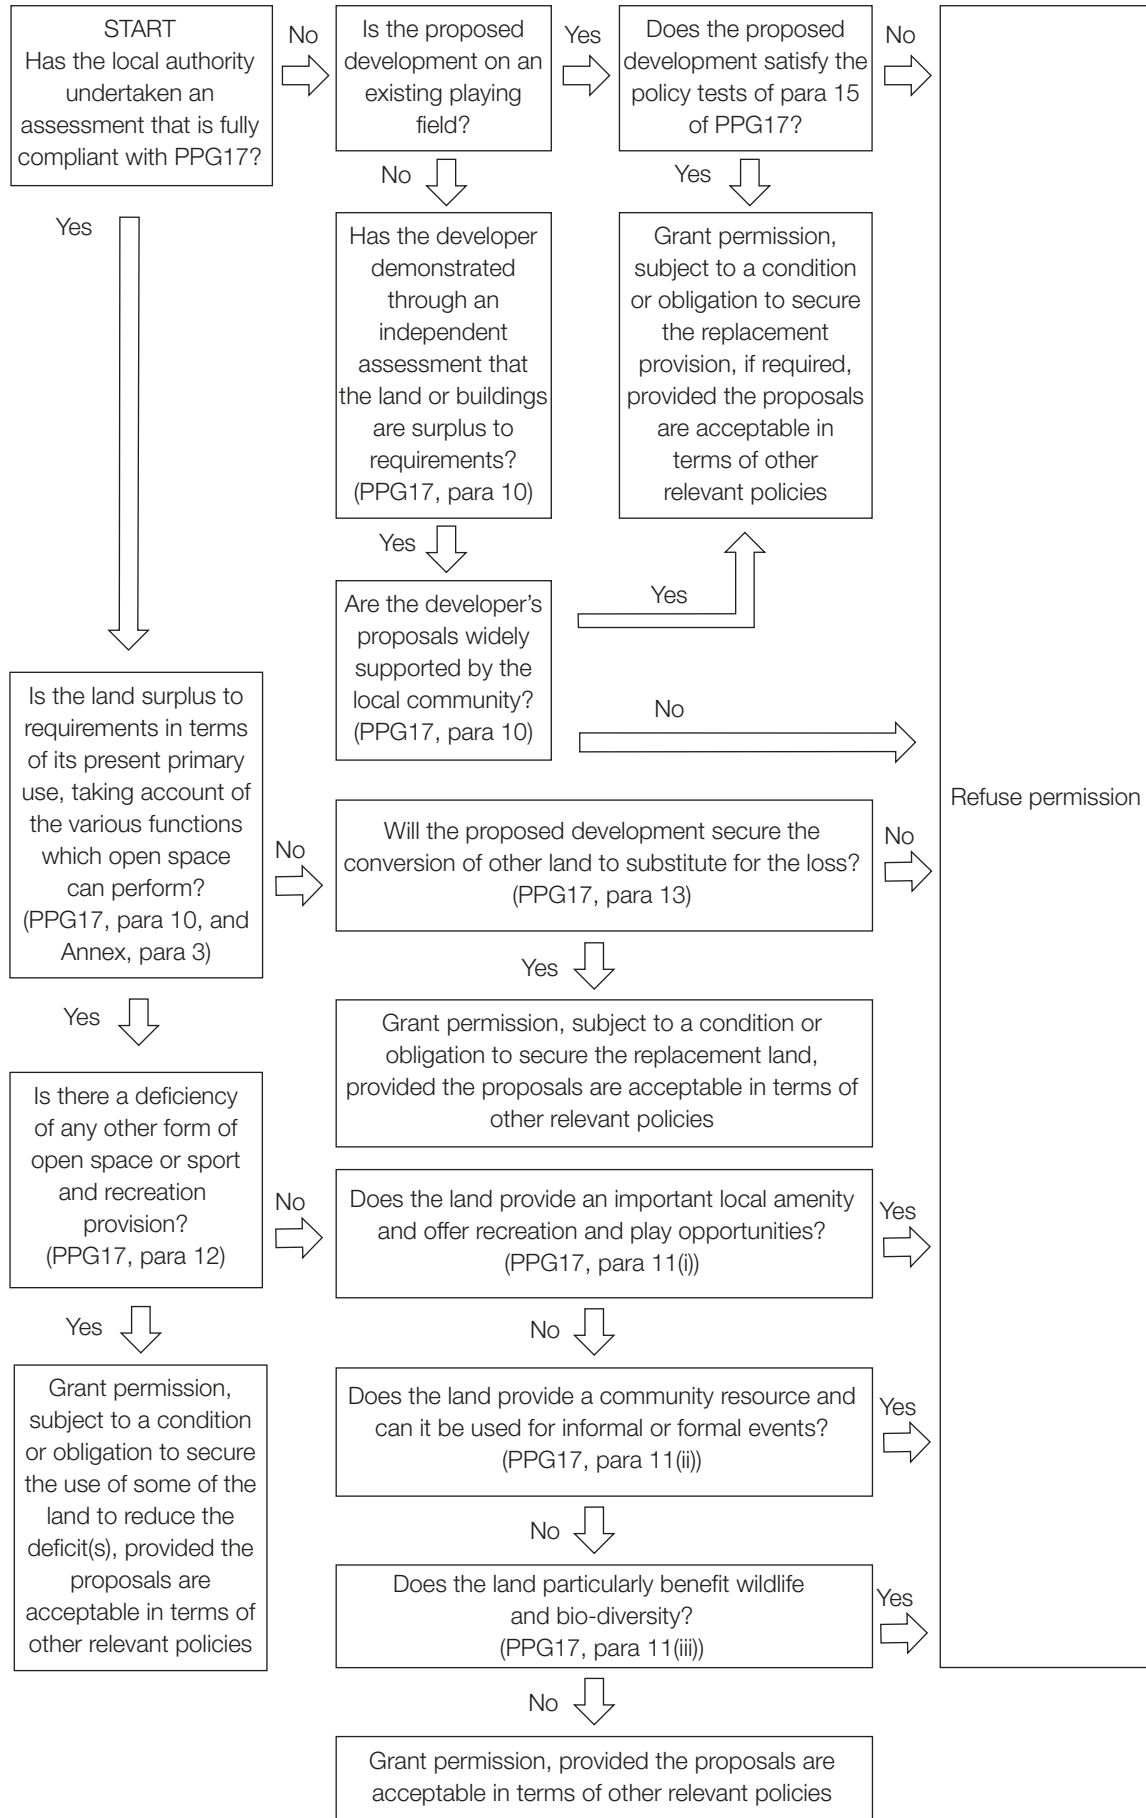 START
Has the local authority
undertaken an
assessment that is fully
compliant with PPG17?
No
Is the proposed
development on an
existing playing
field?
Yes
Does the proposed
development satisfy the
policy tests of para 15
of PPG17?
No
Yes
No
Yes
Has the developer
demonstrated
through an
independent
assessment that
the land or buildings
are surplus to
requirements?
(PPG17, para 10)
Grant permission,
subject to a condition
or obligation to secure
the replacement
provision, if required,
provided the proposals
are acceptable in
terms of other
relevant policies
Yes
Are the developer’s
proposals widely
supported by the
local community?
(PPG17, para 10)
Yes
No
Refuse permission
Is the land surplus to
requirements in terms
of its present primary
use, taking account of
the various functions
which open space
can perform?
(PPG17, para 10, and
Annex, para 3)
No
Will the proposed development secure the
conversion of other land to substitute for the loss?
(PPG17, para 13)
No
Yes
Grant permission, subject to a condition or
obligation to secure the replacement land,
provided the proposals are acceptable in terms of
other relevant policies
Yes
Is there a deficiency
of any other form of
open space or sport
and recreation
provision?
(PPG17, para 12)
No
Does the land provide an important local amenity
and offer recreation and play opportunities?
(PPG17, para 11(i))
Yes
Yes
Grant permission,
subject to a condition
or obligation to secure
the use of some of the
land to reduce the
deficit(s), provided the
proposals are
acceptable in terms of
other relevant policies
No
Does the land provide a community resource and
can it be used for informal or formal events?
(PPG17, para 11(ii))
Yes
No
Does the land particularly benefit wildlife
and bio-diversity?
(PPG17, para 11(iii))
Yes
No
Grant permission, provided the proposals are
acceptable in terms of other relevant policies